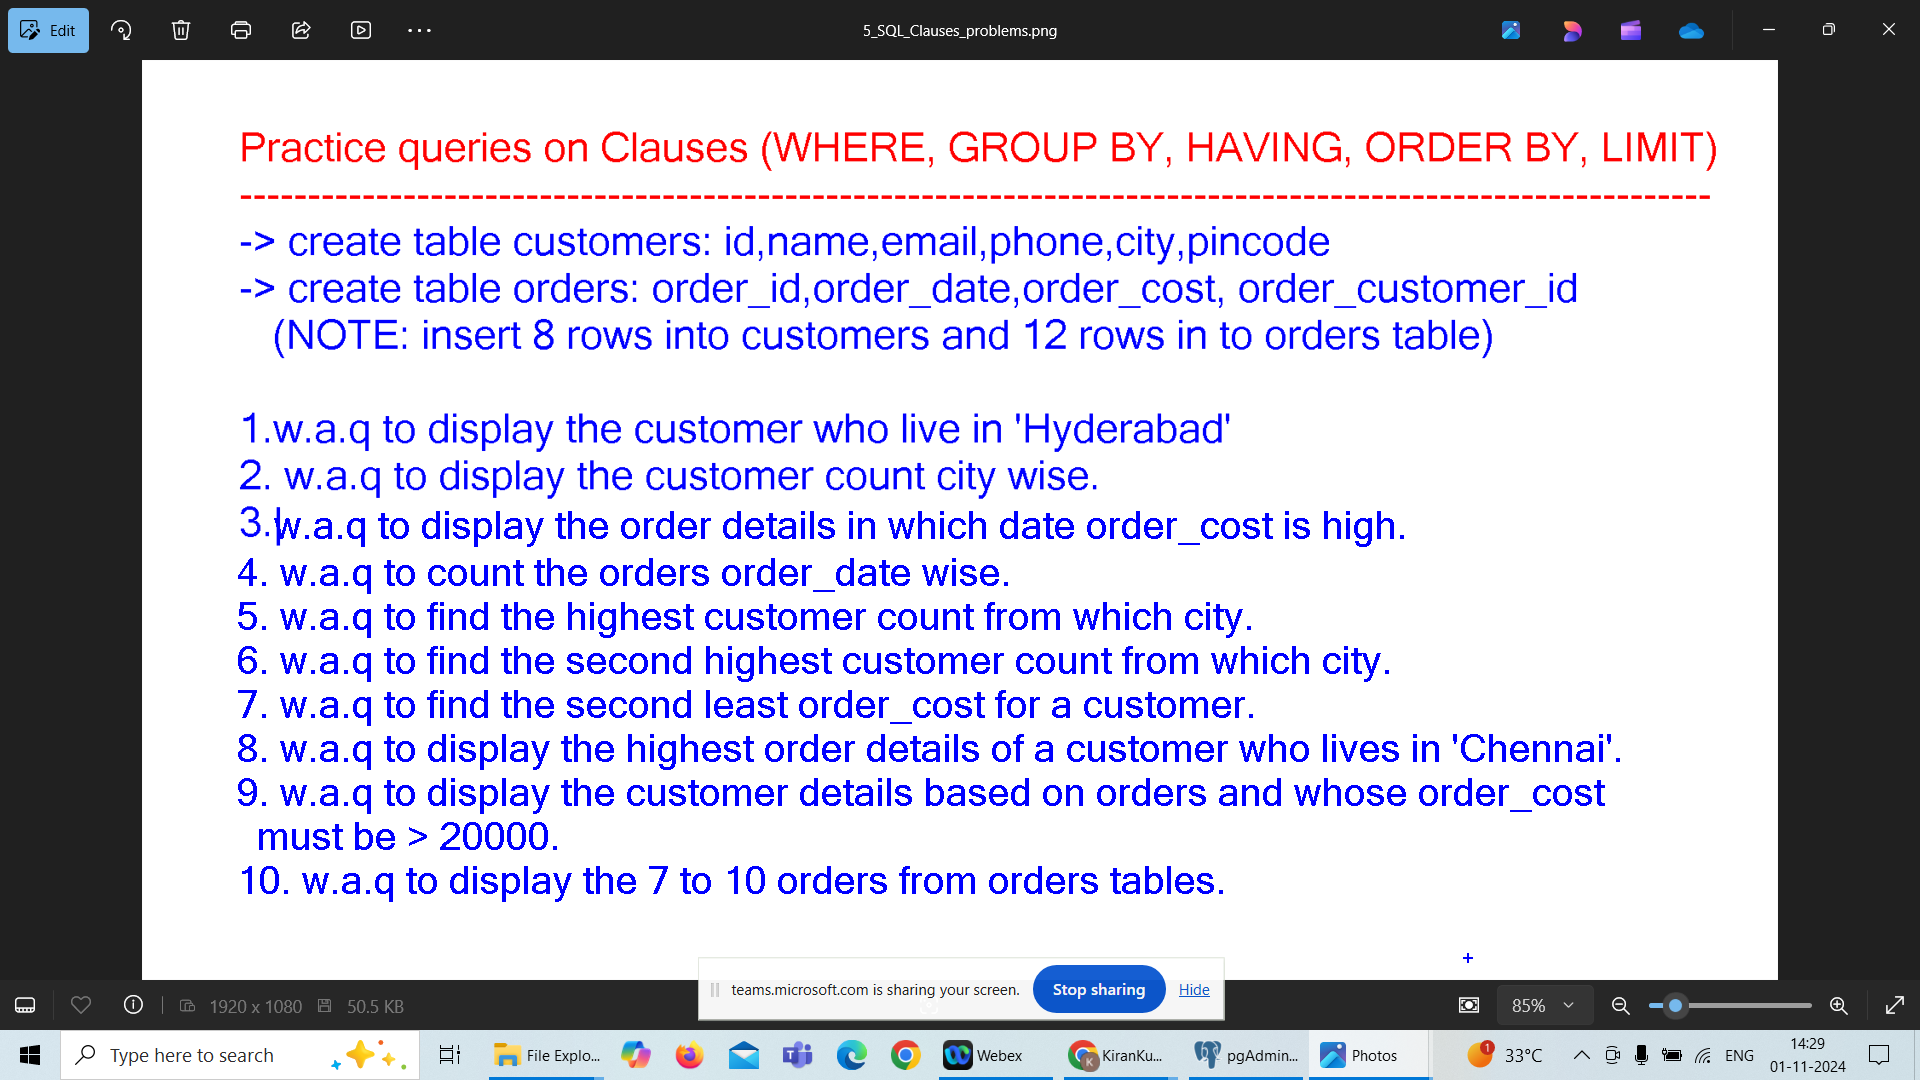 Edit
5_SQL_Clauses_problems.png
Practice queries on Clauses (WHERE, GROUP BY, HAVING, ORDER BY, LIMIT)
-> create table customers: id,name,email,phone,city,pincode
-> create table orders: order_id,order_date,order_cost, order_customer_id
(NOTE: insert 8 rows into customers and 12 rows in to orders table)
1.w.a.q to display the customer who live in 'Hyderabad'
2. w.a.q to display the customer count city wise.
3.w.a.q to display the order details in which date order_cost is high.
4. w.a.q to count the orders order_date wise.
5. w.a.q to find the highest customer count from which city.
6. w.a.q to find the second highest customer count from which city.
7. w.a.q to find the second least order_cost for a customer.
8. w.a.q to display the highest order details of a customer who lives in 'Chennai'.
9. w.a.q to display the customer details based on orders and whose order_cost
must be > 20000.
10. w.a.q to display the 7 to 10 orders from orders tables.
teams.microsoft.com is sharing your screen. Stop sharing Hide
1920 x 1080 50.5 KB 85%
Type here to search File Explo... Webex KiranKu... pgAdmin... Photos 1 33°C ENG 14:29
01-11-2024